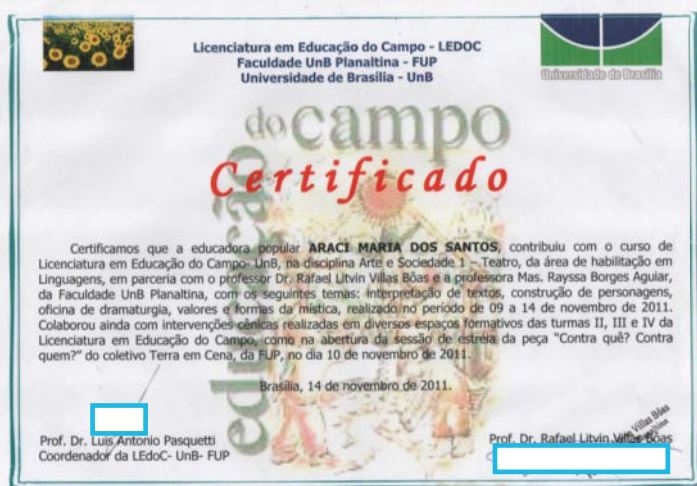 Licenciatura em Educação do Campo - LEDOC
Faculdade UnB Planaltina - FUP
Universidade de Brasília - UnB
Universidade de Brasília
educação
do campo
Certificado
Certificamos que a educadora popular ARACI MARIA DOS SANTOS, contribuiu com o curso de
Licenciatura em Educação do Campo- UnB, na disciplina Arte e Sociedade 1 – Teatro, da área de habilitação em
Linguagens, em parceria com o professor Dr. Rafael Litvin Villas Bôas e a professora Mas. Rayssa Borges Aguiar,
da Faculdade UnB Planaltina, com os seguintes temas: interpretação de textos, construção de personagens,
oficina de dramaturgia, valores e formas da mística, realizado no período de 09 a 14 de novembro de 2011.
Colaborou ainda com intervenções cênicas realizadas em diversos espaços formativos das turmas II, III e IV da
Licenciatura em Educação do Campo, como na abertura da sessão de estréia da peça "Contra quê? Contra
quem?" do coletivo Terra em Cena, da FUP, no dia 10 de novembro de 2011.
Brasília, 14 de novembro de 2011.
Villas Bôas
Prof. Dr. Luis Antonio Pasquetti
Coordenador da LEdoC- UnB- FUP
Prof. Dr. Rafael Litvin Villas Bôas